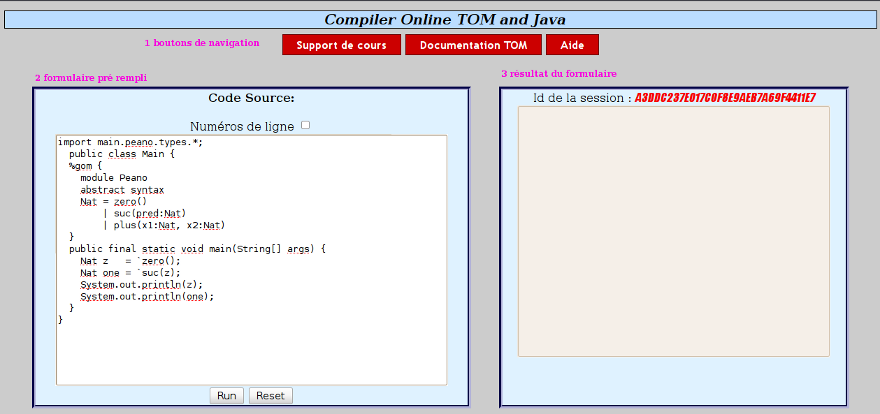 Compiler Online TOM and Java
1 boutons de navigation
Support de cours
Documentation TOM
Aide
2 formulaire pré rempli
Code Source:
Numéros de ligne
import main.peano.types.*;
public class Main {
%gom {
module Peano
abstract syntax
Nat = zero()
| suc(pred:Nat)
| plus(x1:Nat, x2:Nat)
}
public final static void main(String[] args) {
Nat z = `zero();
Nat one = `suc(z);
System.out.println(z);
System.out.println(one);
}
}
Run
Reset
3 résultat du formulaire
Id de la session : A3DDC237E017C0F8E9AEB7A69F4411E7